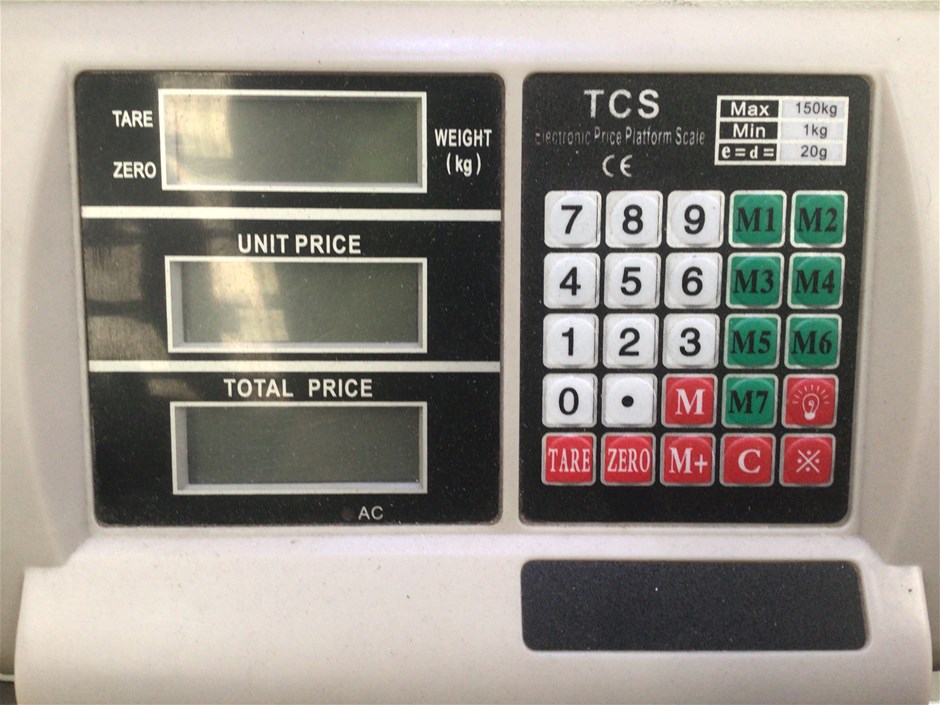 TARE
ZERO
WEIGHT
(kg)
UNIT PRICE
TOTAL PRICE
AC
TCS
Electronic Price Platform Scale
CE
Max 150kg
Min 1kg
e=d= 20g
7 8 9 M1 M2
4 5 6 M3 M4
1 2 3 M5 M6
0 • M M7
TARE ZERO M+ C ※